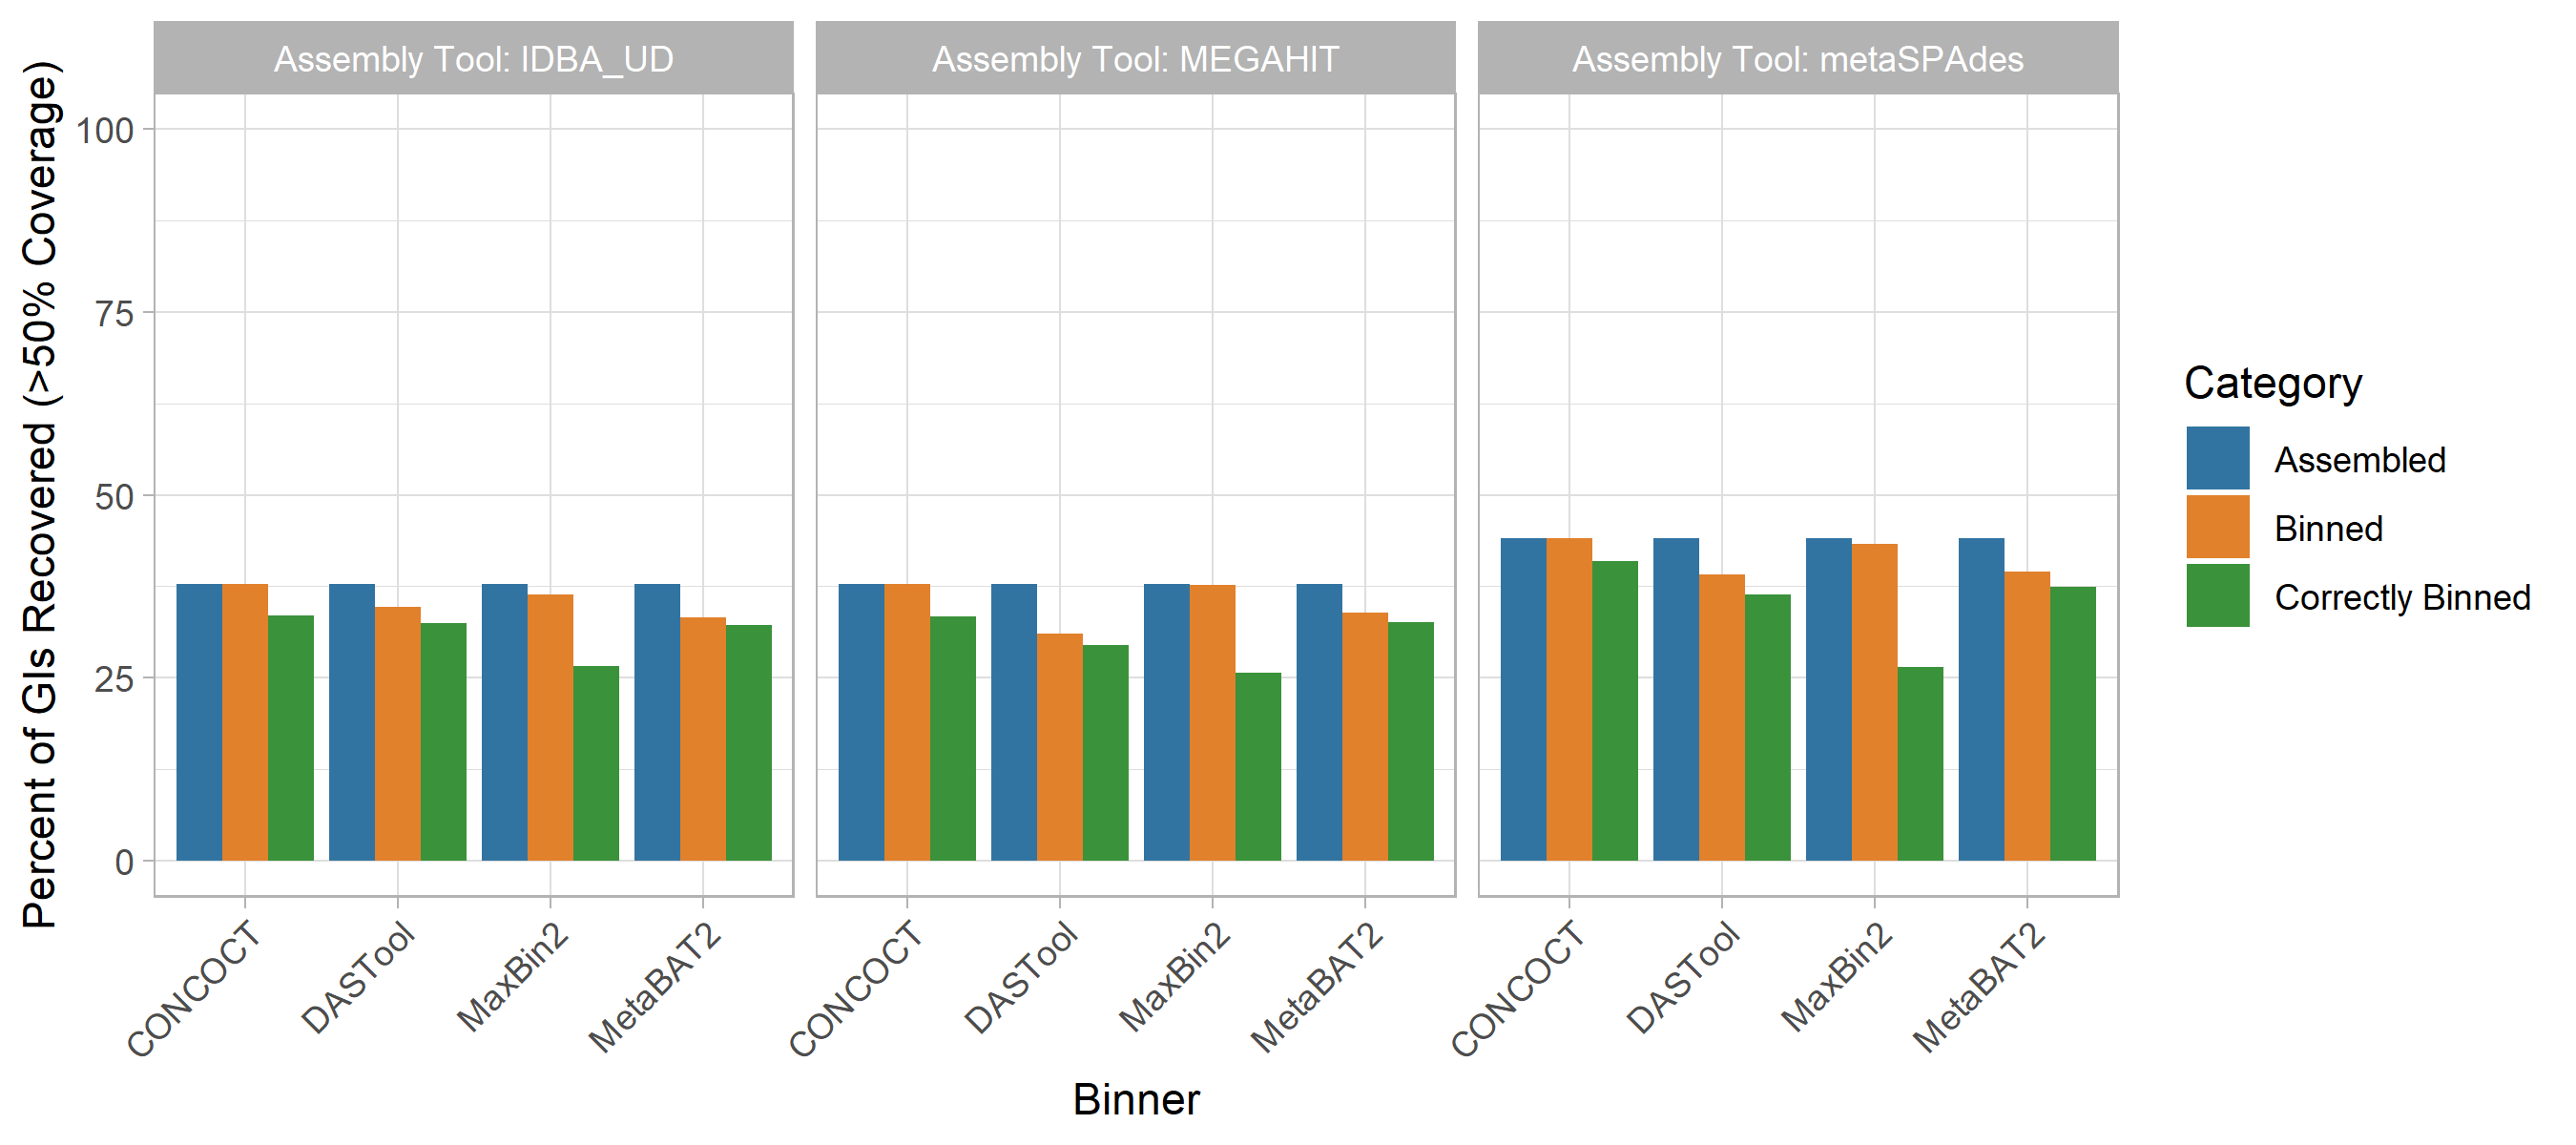 Assembly Tool: IDBA_UD
Assembly Tool: MEGAHIT
Assembly Tool: metaSPAdes
Percent of GIs Recovered (>50% Coverage)
100
75
50
25
0
CONCOCT
DASTool
MaxBin2
MetaBAT2
CONCOCT
DASTool
MaxBin2
MetaBAT2
CONCOCT
DASTool
MaxBin2
MetaBAT2
Binner
Category
Assembled
Binned
Correctly Binned